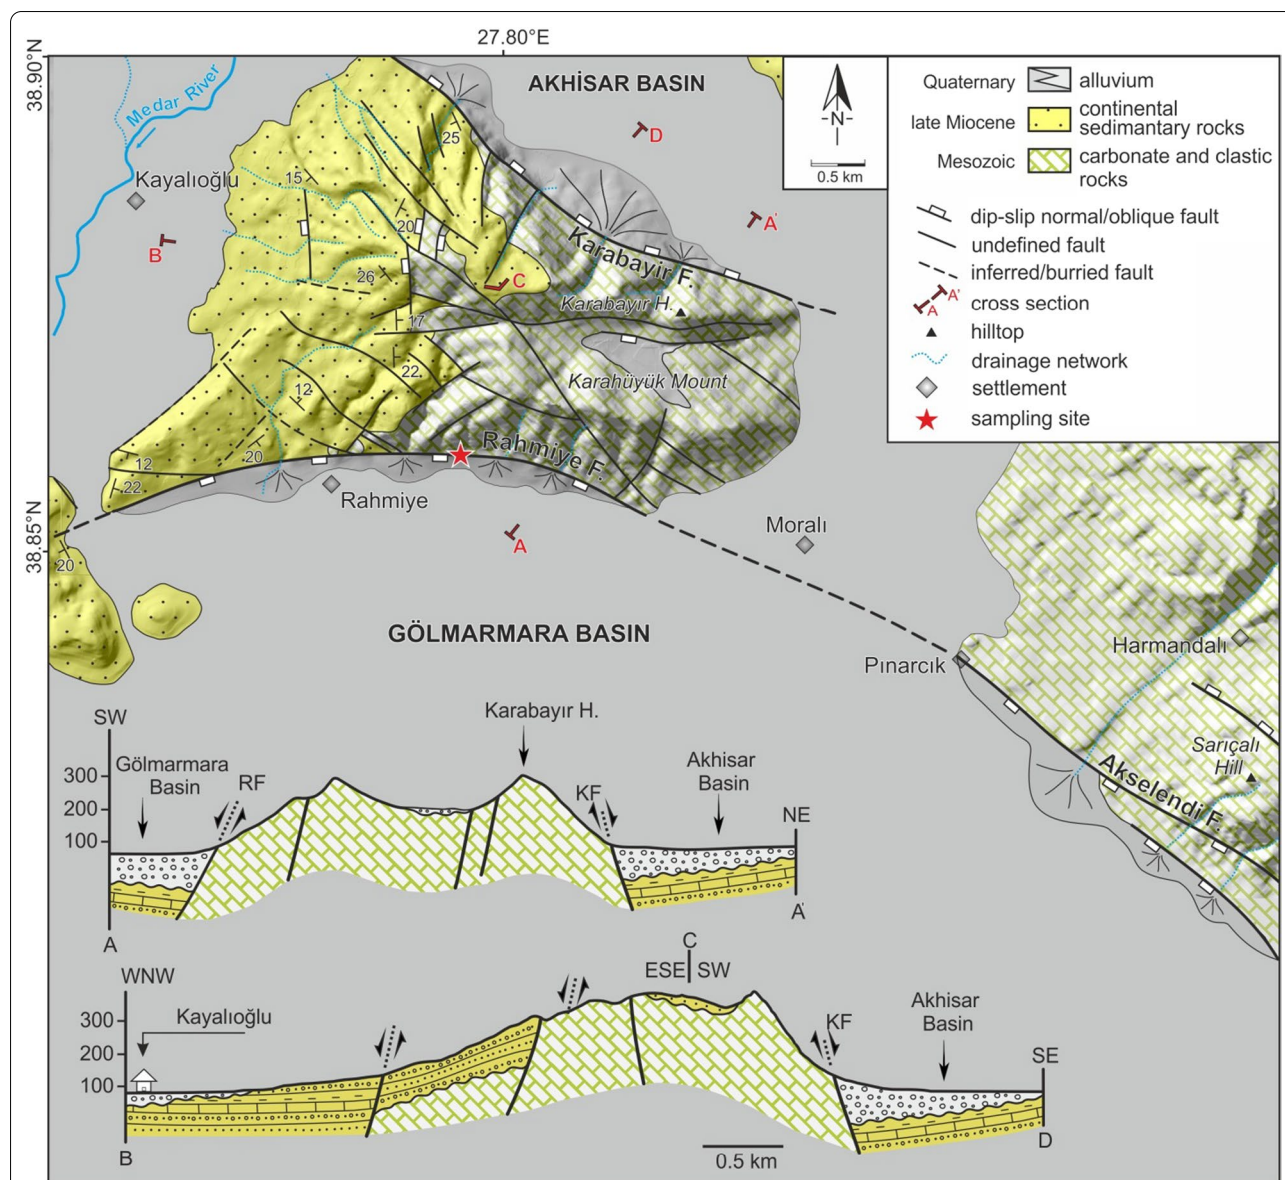 27.80°E
38.90°N
38.85°N
Medar River
AKHİSAR BASIN
N
0.5 km
Quaternary
alluvium
late Miocene
continental
sedimantary rocks
Mesozoic
carbonate and clastic
rocks
dip-slip normal/oblique fault
undefined fault
inferred/burried fault
A A'
cross section
hilltop
drainage network
settlement
sampling site
Kayalıoğlu
25
15
D
A'
20
B
Karabayir F.
26
C
Karabayır H.
17
22
Karahüyük Mount
12
Rahmiye F.
20
12
22
Rahmiye
A
Moralı
20
GÖLMARMARA BASIN
Pınarcık
Harmandalı
Sarıçalı
Hill
Akselendi F.
SW
Karabayır H.
Gölmarmara
Basin
RF
KF
Akhisar
Basin
NE
300
200
100
A
A'
WNW
C
ESE SW
Kayalıoğlu
KF
Akhisar
Basin
SE
300
200
100
B
D
0.5 km